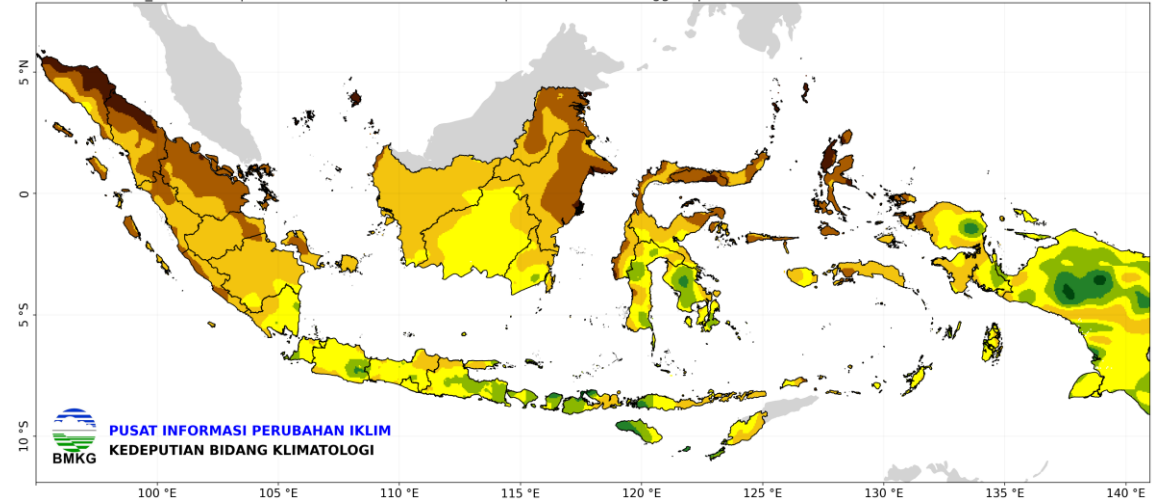 5 °N
0
5 °S
10 °S
BMKG
PUSAT INFORMASI PERUBAHAN IKLIM
KEDEPUTIAN BIDANG KLIMATOLOGI
100 °E
105 °E
110 °E
115 °E
120 °E
125 °E
130 °E
135 °E
140 °E